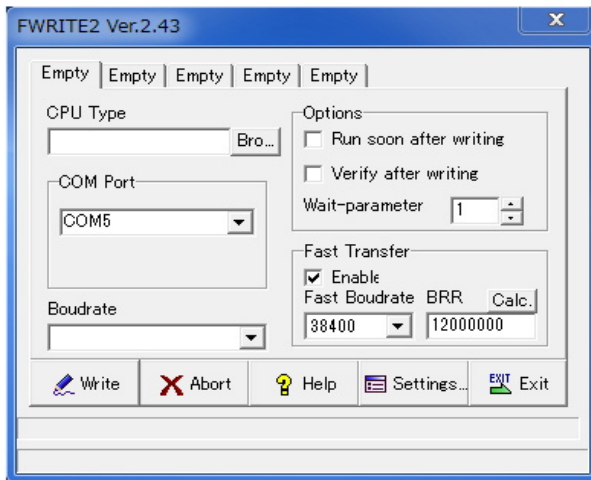 FWRITE2 Ver.2.43
X
Empty Empty Empty Empty Empty
CPU Type
Bro...
COM Port
COM5
Boudrate
Options
Run soon after writing
Verify after writing
Wait-parameter 1
Fast Transfer
Enable
Fast Boudrate BRR Calc.
38400 12000000
Write Abort Help Settings... EXIT Exit